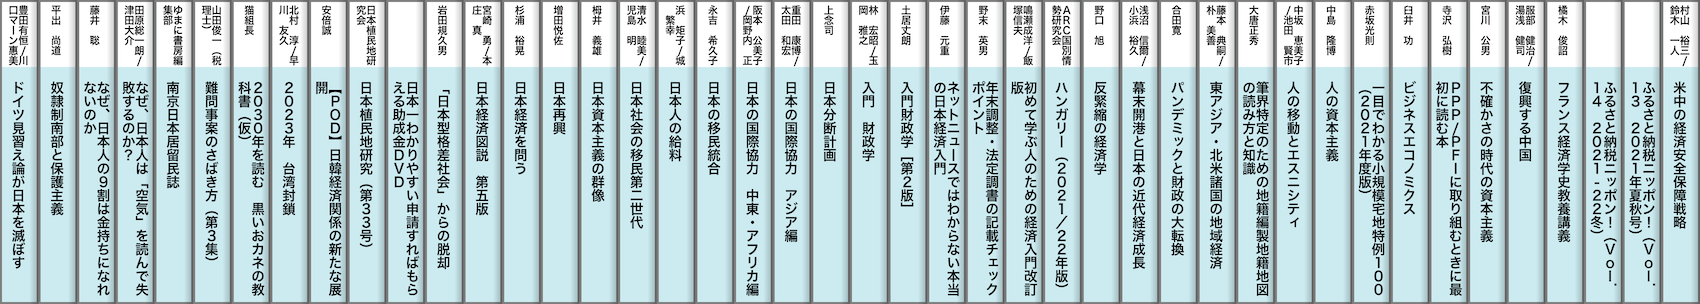 村山 裕三/
鈴木 一人
米中の経済安全保障戦略
ふるさと納税ニッポン!(Vol.
13 2021年夏秋号)
ふるさと納税ニッポン!(Vol.
14 2021-22冬)
橘木 俊詔
フランス経済学史教養講義
服部 健治/
湯浅 健司
復興する中国
宮川 公男
不確かさの時代の資本主義
寺沢 弘樹
PPP/PFIに取り組むときに最
初に読む本
臼井 功
ビジネスエコノミクス
赤坂光則
一目でわかる小規模宅地特例100
(2021年度版)
中島 隆博
人の資本主義
中坂 恵美子
/池田 賢市
人の移動とエスニシティ
大唐正秀
筆界特定のための地籍編製地籍地図
の読み方と知識
藤本 典嗣/
朴 美善
東アジア・北米諸国の地域経済
合田寛
パンデミックと財政の大転換
浅沼 信爾/
小浜 裕久
幕末開港と日本の近代経済成長
野口 旭
反緊縮の経済学
ARC国別情
勢研究会
ハンガリー(2021/22年版)
鳴瀬成洋/飯
塚信夫
初めて学ぶ人のための経済入門改訂
版
野末 英男
年末調整・法定調書の記載チェック
ポイント
伊藤 元重
ネットニュースではわからない本当
の日本経済入門
土居丈朗
入門財政学[第2版]
林 宏昭/玉
岡 雅之
入門 財政学
上念司
日本分断計画
重田 康博/
太田 和宏
日本の国際協力 アジア編
阪本 公美子
/岡野内 正
日本の国際協力 中東・アフリカ編
永吉 希久子
日本の移民統合
浜 矩子/城
繁幸
日本人の給料
清水 睦美/
児島 明
日本社会の移民第二世代
栂井 義雄
日本資本主義の群像
増田悦佐
日本再興
杉浦 裕晃
日本経済を問う
宮崎 勇/本
庄 真
日本経済図説 第五版
岩田規久男
「日本型格差社会」からの脱却
日本一わかりやすい申請すればもら
える助成金DVD
日本植民地研
究会
日本植民地研究(第33号)
安倍誠
【POD】日韓経済関係の新たな展
開
北村 淳/早
川 友久
2023年 台湾封鎖
猫組長
2030年を読む 黒いおカネの教
科書(仮)
山田俊一(税
理士)
難問事案のさばき方(第3集)
ゆまに書房編
集部
南京日本居留民誌
田原総一朗/
津田大介
なぜ、日本人は「空気」を読んで失
敗するのか?
藤井 聡
なぜ、日本人の9割は金持ちになれ
ないのか
平出 尚道
奴隷制南部と保護主義
豊田有恒/川
口マーン惠美
ドイツ見習え論が日本を滅ぼす